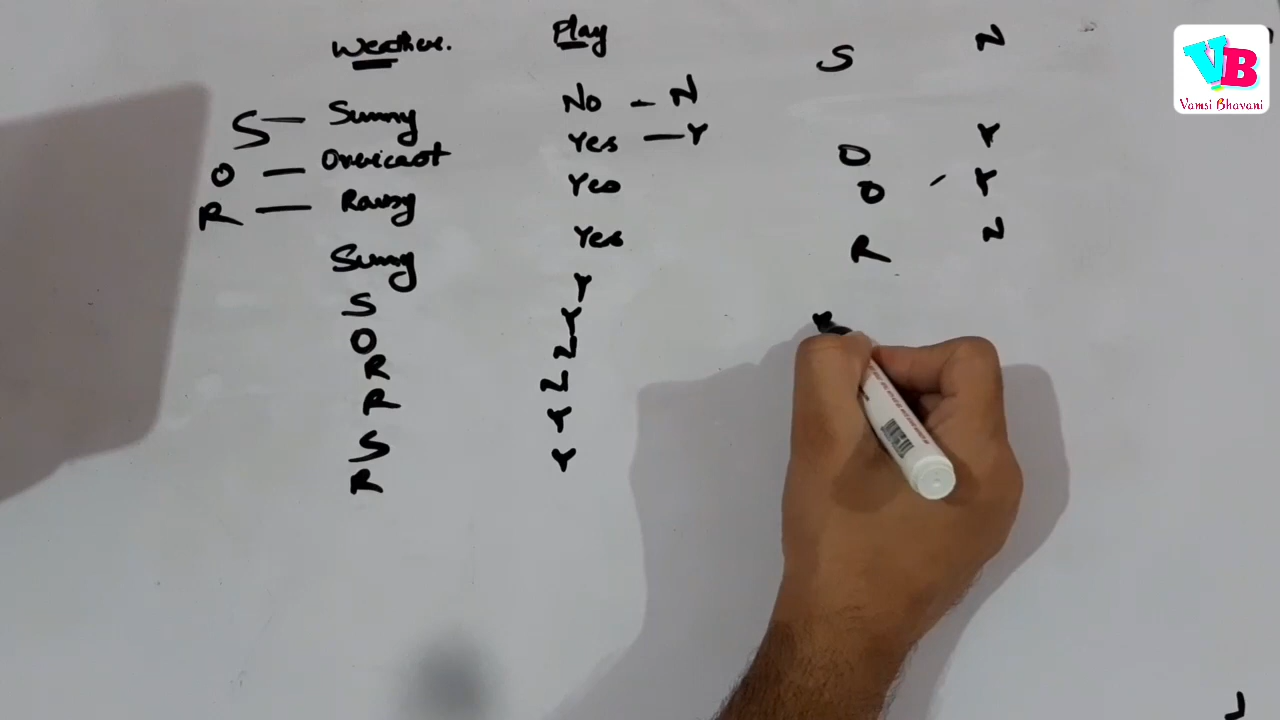 Weather. Play
S — Sunny No - N
O — Overcast Yes — Y
R — Rainy Yes
Sunny Yes
S Y
O Y
R N
R N
S Y
R Y
S N
O Y
O - Y
R N
VB
Vamsi Bhavani